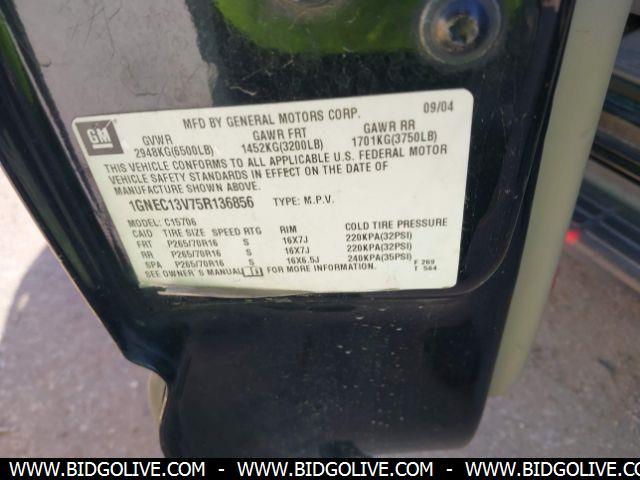 MFD BY GENERAL MOTORS CORP. 09/04
GM
GVWR GAWR FRT GAWR RR
2948KG(6500LB) 1452KG(3200LB) 1701KG(3750LB)
THIS VEHICLE CONFORMS TO ALL APPLICABLE U.S. FEDERAL MOTOR
VEHICLE SAFETY STANDARDS IN EFFECT ON THE DATE OF
MANUFACTURE SHOWN ABOVE.
1GNEC13V75R136856 TYPE: M.P.V.
MODEL: C15706
CAD TIRE SIZE SPEED RTG RIM COLD TIRE PRESSURE
FRT P265/70R16 S 16X7J 220KPA(32PSI)
RR P265/70R16 S 16X7J 220KPA(32PSI)
SPA P265/70R16 S 16X6.5J 240KPA(35PSI)
SEE OWNER'S MANUAL FOR MORE INFORMATION. F 269
T 564
WWW.BIDGOLIVE.COM - WWW.BIDGOLIVE.COM - WWW.BIDGOLIVE.COM